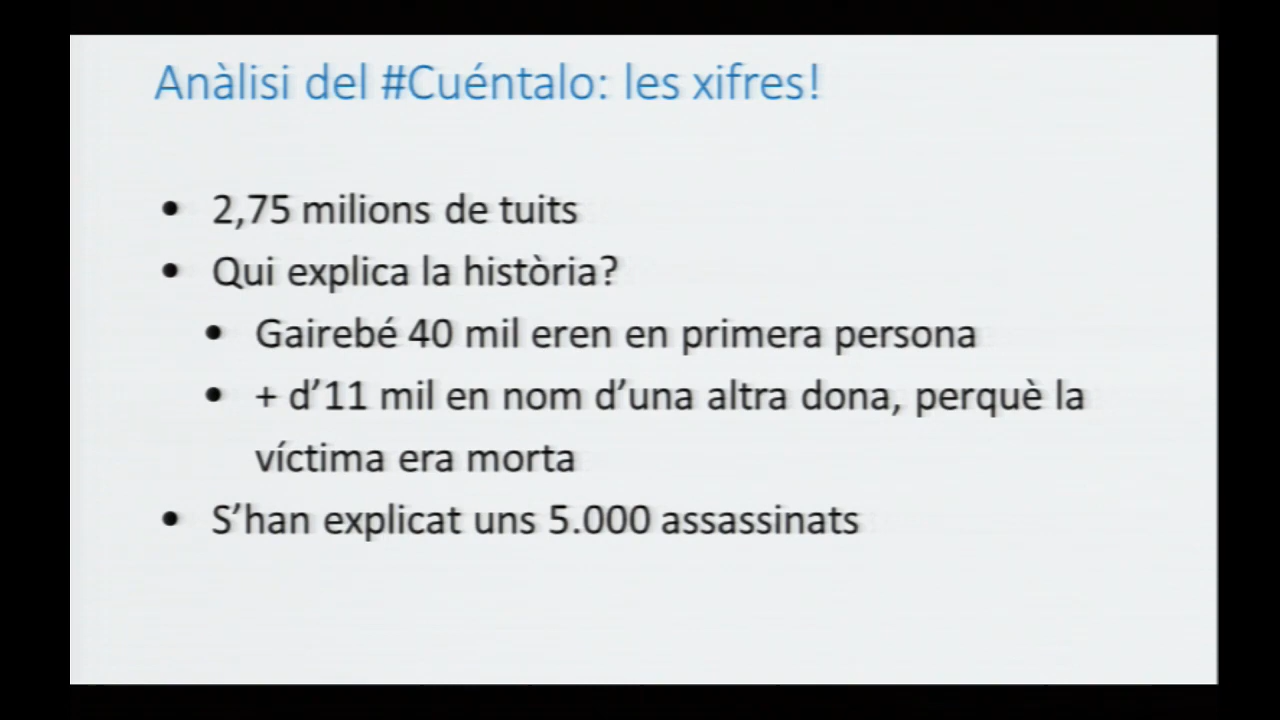 Anàlisi del #Cuéntalo: les xifres!
• 2,75 milions de tuits
• Qui explica la història?
• Gairebé 40 mil eren en primera persona
• + d’11 mil en nom d’una altra dona, perquè la
víctima era morta
• S’han explicat uns 5.000 assassinats